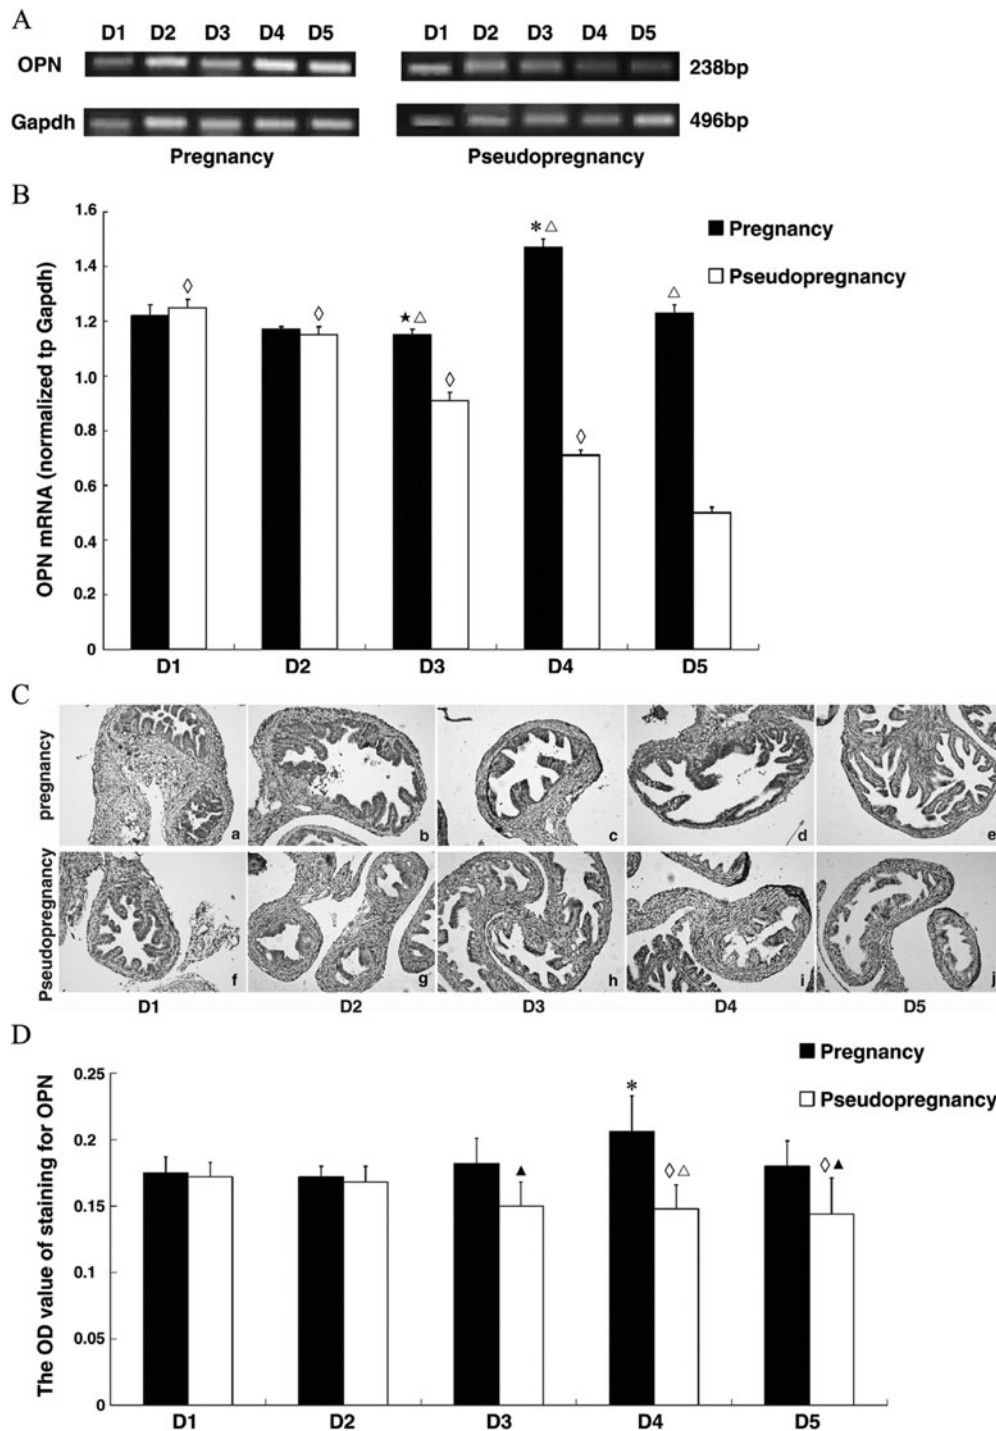 A
D1 D2 D3 D4 D5 D1 D2 D3 D4 D5
OPN 238bp
Gapdh 496bp
Pregnancy Pseudopregnancy
B
OPN mRNA (normalized tp Gapdh)
1.6
1.4
1.2
1.0
0.8
0.6
0.4
0.2
0
* △
◊ ◊ ★ △ ◊ ◊ △
Pregnancy
Pseudopregnancy
D1 D2 D3 D4 D5
C
pregnancy
a b c d e
Pseudopregnancy
f g h i j
D1 D2 D3 D4 D5
D
The OD value of staining for OPN
0.25
0.2
0.15
0.1
0.05
0
Pregnancy
Pseudopregnancy
*
▲ ◊ △ ◊ ▲
D1 D2 D3 D4 D5